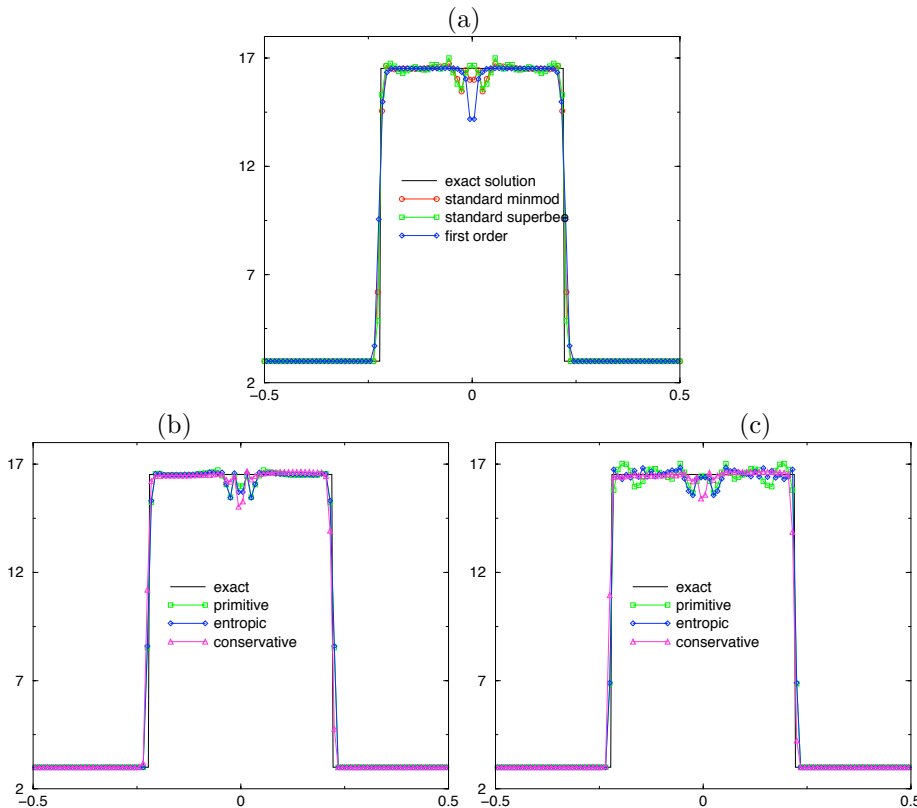 (a)
17
12
7
2
exact solution
standard minmod
standard superbee
first order
−0.5
0
0.5
(b)
(c)
17
12
7
2
exact
primitive
entropic
conservative
−0.5
0
0.5
17
12
7
2
exact
primitive
entropic
conservative
−0.5
0
0.5